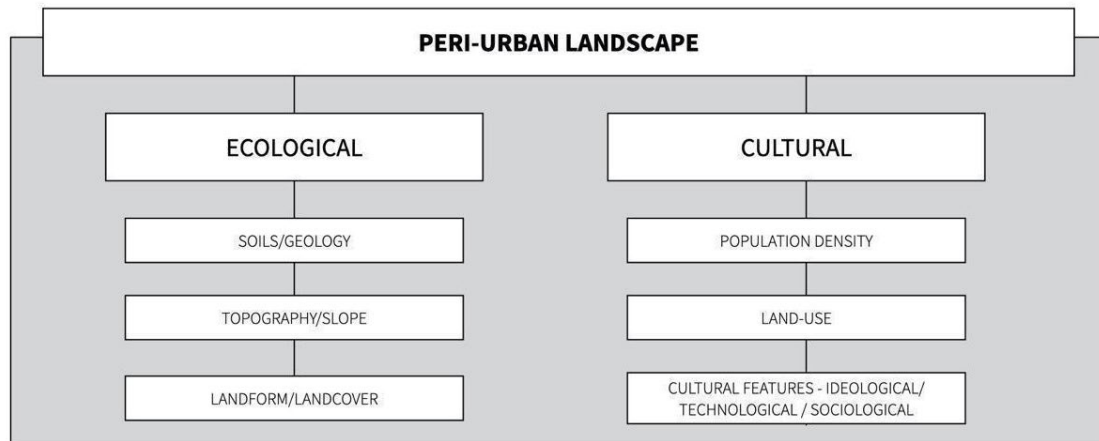 PERI-URBAN LANDSCAPE
ECOLOGICAL
SOILS/GEOLOGY
TOPOGRAPHY/SLOPE
LANDFORM/LANDCOVER
CULTURAL
POPULATION DENSITY
LAND-USE
CULTURAL FEATURES - IDEOLOGICAL/
TECHNOLOGICAL / SOCIOLOGICAL